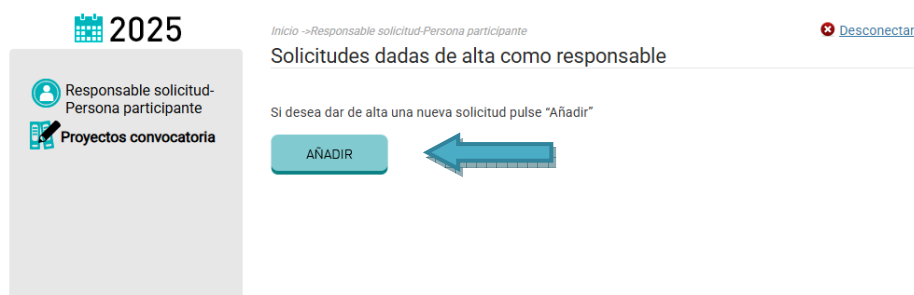 2025
Responsable solicitud-
Persona participante
Proyectos convocatoria
Inicio ->Responsable solicitud-Persona participante
Desconectar
Solicitudes dadas de alta como responsable
Si desea dar de alta una nueva solicitud pulse “Añadir”
AÑADIR